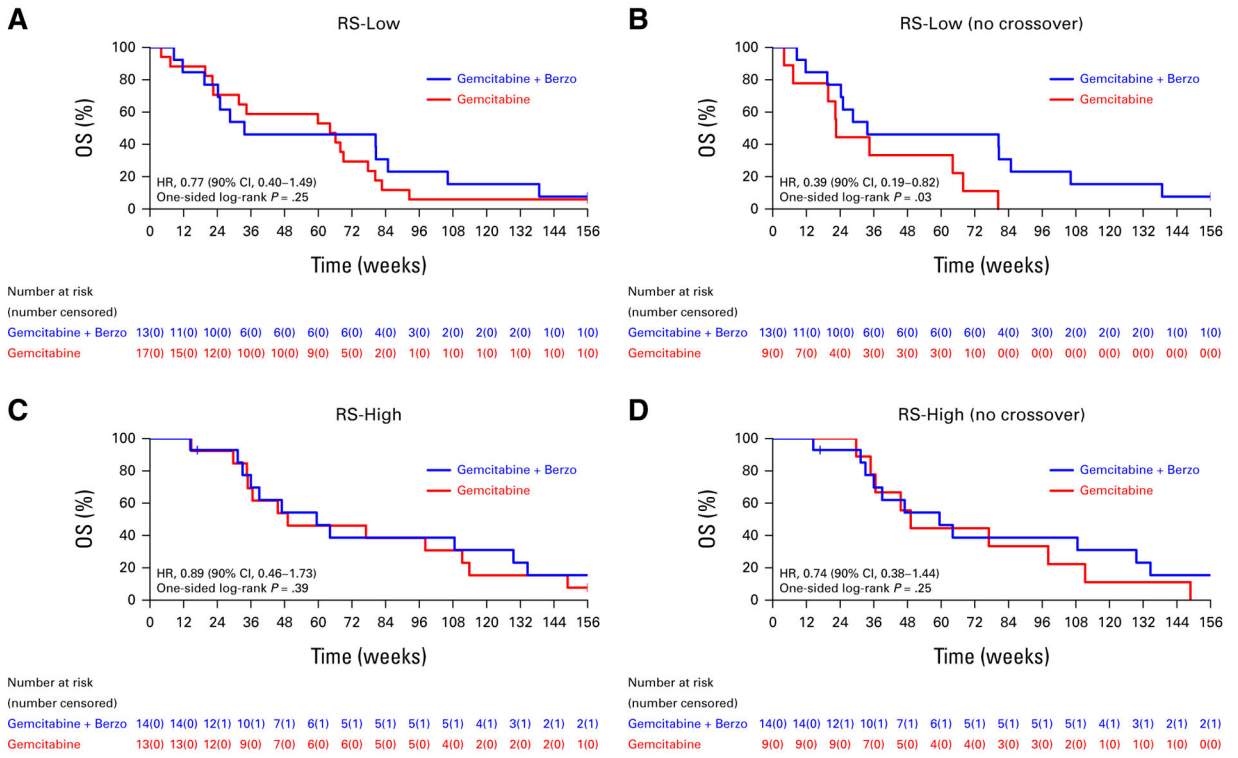 A
RS-Low
OS (%)
100
80
60
40
20
0
Gemcitabine + Berzo
Gemcitabine
HR, 0.77 (90% CI, 0.40–1.49)
One-sided log-rank P = .25
0 12 24 36 48 60 72 84 96 108 120 132 144 156
Time (weeks)
Number at risk
(number censored)
Gemcitabine + Berzo 13(0) 11(0) 10(0) 6(0) 6(0) 6(0) 6(0) 4(0) 3(0) 2(0) 2(0) 2(0) 1(0) 1(0)
Gemcitabine 17(0) 15(0) 12(0) 10(0) 10(0) 9(0) 5(0) 2(0) 1(0) 1(0) 1(0) 1(0) 1(0) 1(0)
B
RS-Low (no crossover)
OS (%)
100
80
60
40
20
0
Gemcitabine + Berzo
Gemcitabine
HR, 0.39 (90% CI, 0.19–0.82)
One-sided log-rank P = .03
0 12 24 36 48 60 72 84 96 108 120 132 144 156
Time (weeks)
Number at risk
(number censored)
Gemcitabine + Berzo 13(0) 11(0) 10(0) 6(0) 6(0) 6(0) 6(0) 4(0) 3(0) 2(0) 2(0) 2(0) 1(0) 1(0)
Gemcitabine 9(0) 7(0) 4(0) 3(0) 3(0) 3(0) 1(0) 0(0) 0(0) 0(0) 0(0) 0(0) 0(0) 0(0)
C
RS-High
OS (%)
100
80
60
40
20
0
Gemcitabine + Berzo
Gemcitabine
HR, 0.89 (90% CI, 0.46–1.73)
One-sided log-rank P = .39
0 12 24 36 48 60 72 84 96 108 120 132 144 156
Time (weeks)
Number at risk
(number censored)
Gemcitabine + Berzo 14(0) 14(0) 12(1) 10(1) 7(1) 6(1) 5(1) 5(1) 5(1) 5(1) 4(1) 3(1) 2(1) 2(1)
Gemcitabine 13(0) 13(0) 12(0) 9(0) 7(0) 6(0) 6(0) 5(0) 5(0) 4(0) 2(0) 2(0) 2(0) 1(0)
D
RS-High (no crossover)
OS (%)
100
80
60
40
20
0
Gemcitabine + Berzo
Gemcitabine
HR, 0.74 (90% CI, 0.38–1.44)
One-sided log-rank P = .25
0 12 24 36 48 60 72 84 96 108 120 132 144 156
Time (weeks)
Number at risk
(number censored)
Gemcitabine + Berzo 14(0) 14(0) 12(1) 10(1) 7(1) 6(1) 5(1) 5(1) 5(1) 5(1) 4(1) 3(1) 2(1) 2(1)
Gemcitabine 9(0) 9(0) 9(0) 7(0) 5(0) 4(0) 4(0) 3(0) 3(0) 2(0) 1(0) 1(0) 1(0) 0(0)